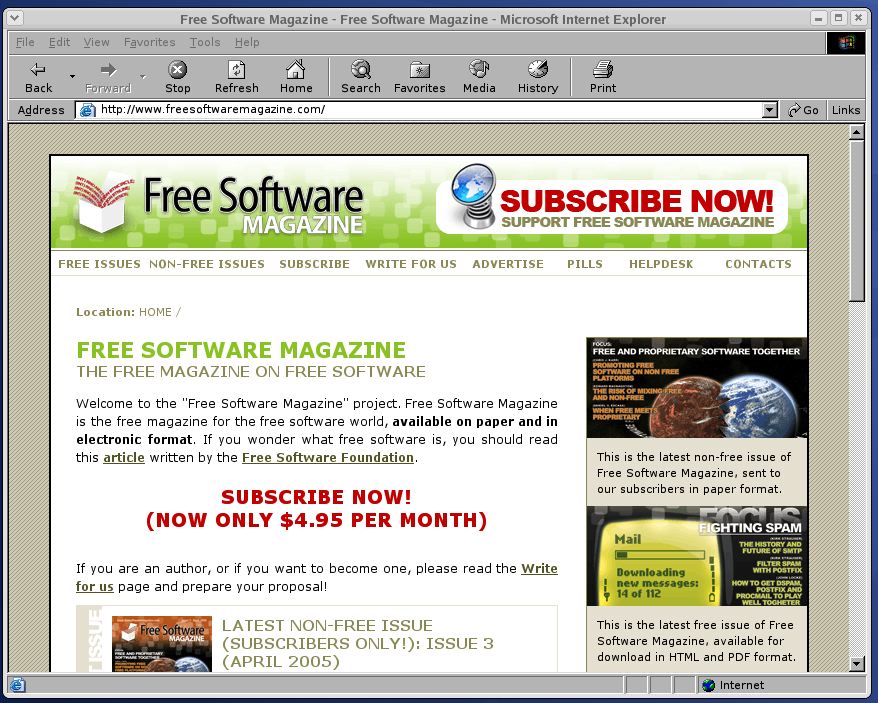 Free Software Magazine - Free Software Magazine - Microsoft Internet Explorer
File Edit View Favorites Tools Help
Back Forward Stop Refresh Home Search Favorites Media History Print
Address http://www.freesoftwaremagazine.com/ Go Links
Free Software
MAGAZINE
SUBSCRIBE NOW!
SUPPORT FREE SOFTWARE MAGAZINE
FREE ISSUES NON-FREE ISSUES SUBSCRIBE WRITE FOR US ADVERTISE PILLS HELPDESK CONTACTS
Location: HOME /
FREE SOFTWARE MAGAZINE
THE FREE MAGAZINE ON FREE SOFTWARE
Welcome to the "Free Software Magazine" project. Free Software Magazine
is the free magazine for the free software world, available on paper and in
electronic format. If you wonder what free software is, you should read
this article written by the Free Software Foundation.
SUBSCRIBE NOW!
(NOW ONLY $4.95 PER MONTH)
If you are an author, or if you want to become one, please read the Write
for us page and prepare your proposal!
Free Software
MAGAZINE
LATEST NON-FREE ISSUE
(SUBSCRIBERS ONLY!): ISSUE 3
(APRIL 2005)
FOCUS:
FREE AND PROPRIETARY SOFTWARE TOGETHER
PROMOTING FREE
SOFTWARE ON NON FREE
PLATFORMS
THE RISK OF MIXING FREE
AND NON-FREE
WHEN FREE MEETS
PROPRIETARY
This is the latest non-free issue of
Free Software Magazine, sent to
our subscribers in paper format.
FOCUS
FIGHTING SPAM
Mail
Downloading
new messages:
14 of 112
THE HISTORY AND
FUTURE OF SMTP
FILTER SPAM
WITH POSTFIX
HOW TO GET DSPAM,
POSTFIX AND
PROCMAIL TO PLAY
WELL TOGHETER
This is the latest free issue of Free
Software Magazine, available for
download in HTML and PDF format.
Internet